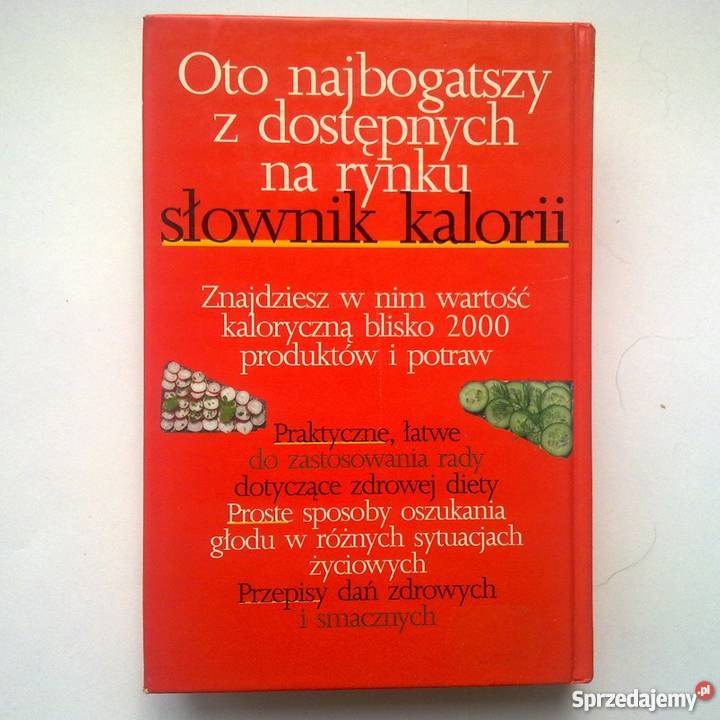 Oto najbogatszy
z dostępnych
na rynku
słownik kalorii
Znajdziesz w nim wartość
kaloryczną blisko 2000
produktów i potraw
Praktyczne, łatwe
do zastosowania rady
dotyczące zdrowej diety
Proste sposoby oszukania
głodu w różnych sytuacjach
życiowych
Przepisy dań zdrowych
i smacznych
Sprzedajemy.pl